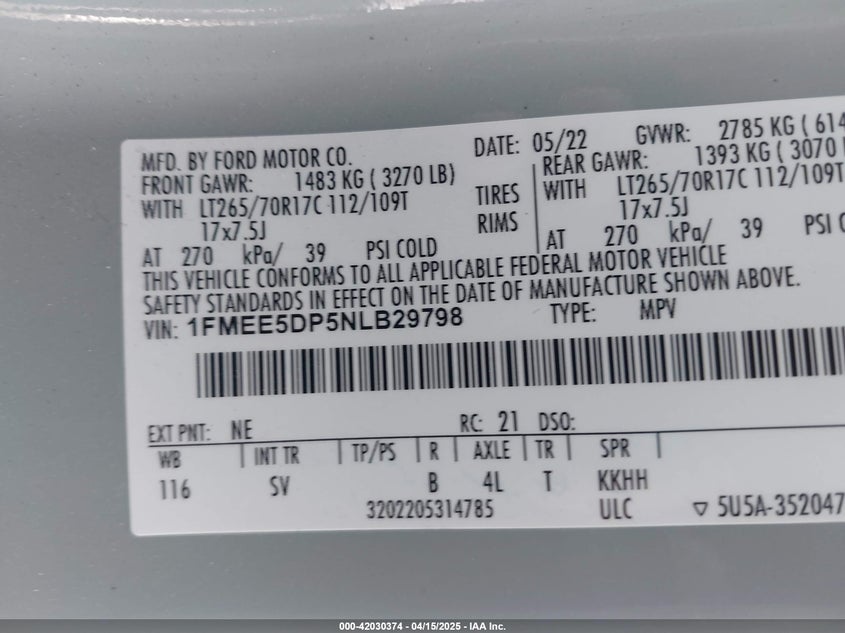 MFD. BY FORD MOTOR CO. DATE: 05/22 GVWR: 2785 KG ( 614
FRONT GAWR: 1483 KG ( 3270 LB) REAR GAWR: 1393 KG ( 3070
WITH LT265/70R17C 112/109T TIRES WITH LT265/70R17C 112/109T
17x7.5J RIMS 17x7.5J
AT 270 kPa/ 39 PSI COLD AT 270 kPa/ 39 PSI C
THIS VEHICLE CONFORMS TO ALL APPLICABLE FEDERAL MOTOR VEHICLE
SAFETY STANDARDS IN EFFECT ON THE DATE OF MANUFACTURE SHOWN ABOVE.
VIN: 1FMEE5DP5NLB29798 TYPE: MPV
EXT PNT: NE RC: 21 DSO:
WB INT TR TP/PS R AXLE TR SPR
116 SV B 4L T KKHH
3202205314785 ULC ▽ 5U5A-352047
000-42030374 - 04/15/2025 - IAA Inc.